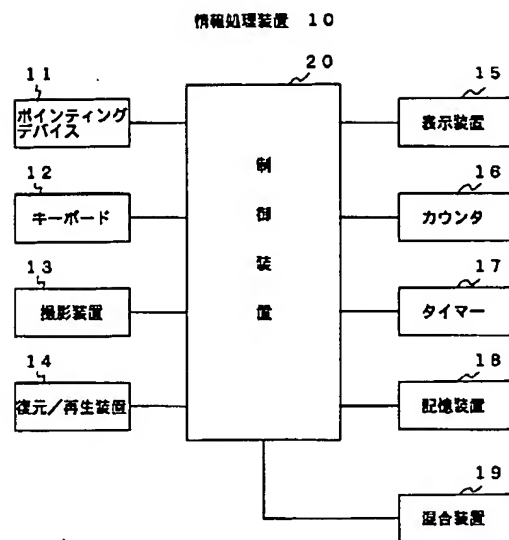 情報処理装置 10
20
11
ポインティング
デバイス
12
キーボード
13
撮影装置
14
復元/再生装置
制御装置
15
表示装置
16
カウンタ
17
タイマー
18
記憶装置
19
混合装置